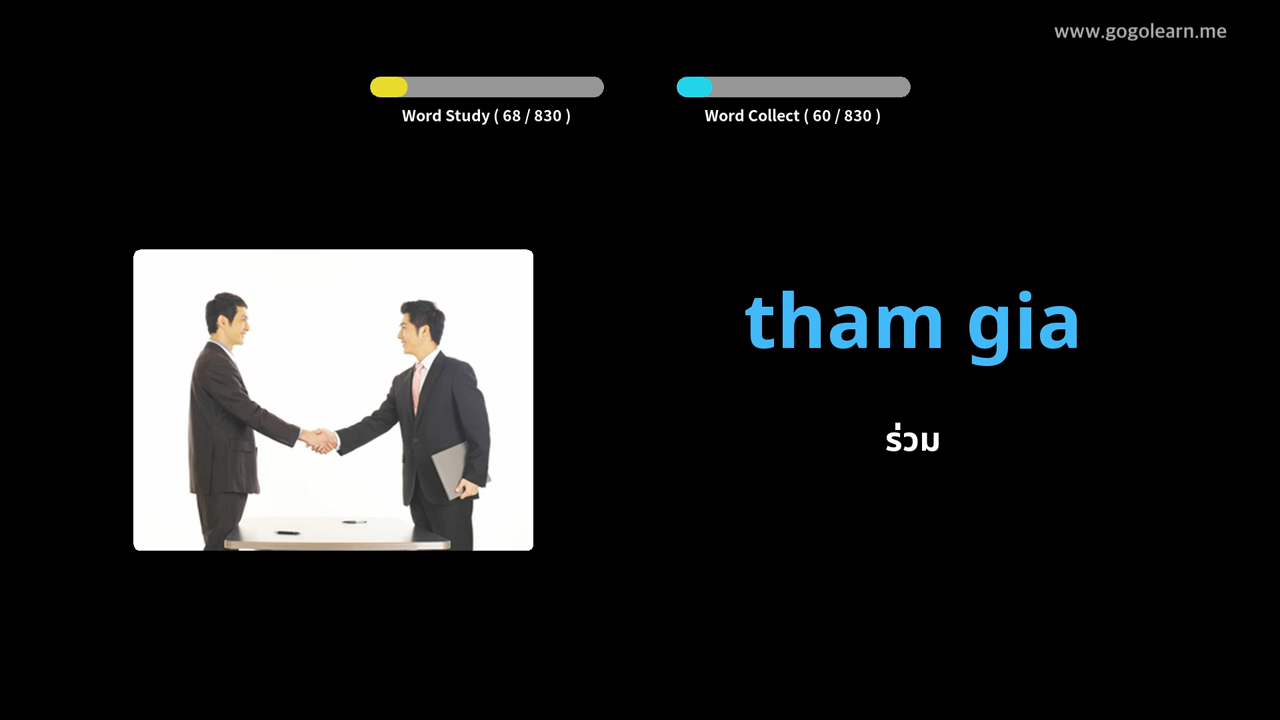 www.gogolearn.me
Word Study ( 68 / 830 )
Word Collect ( 60 / 830 )
tham gia
ร่วม